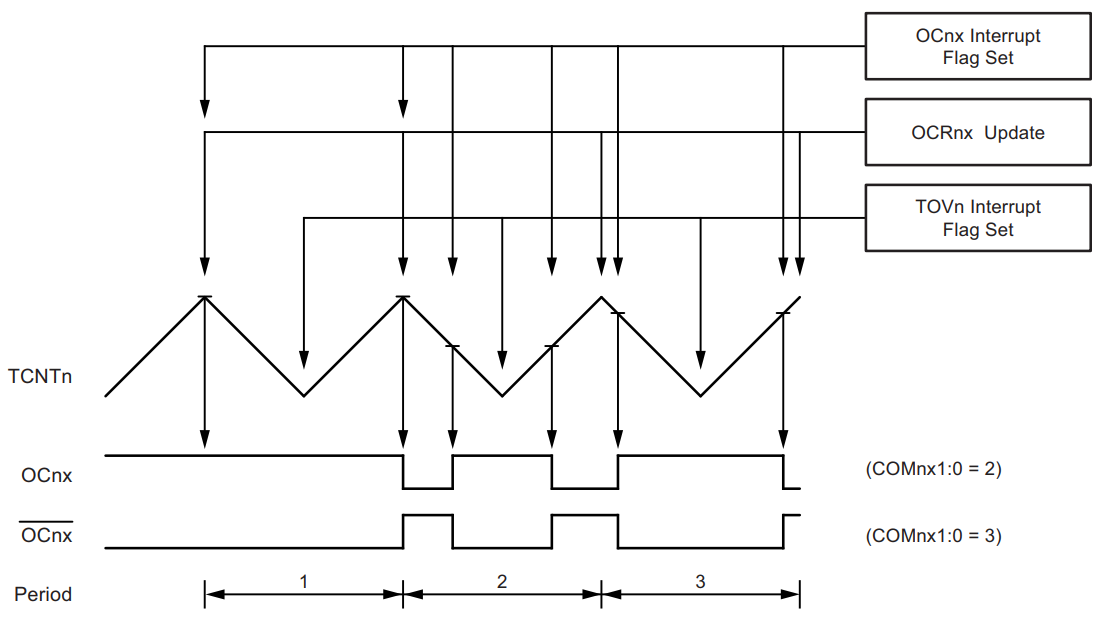 OCnx Interrupt
Flag Set
OCRnx Update
TOVn Interrupt
Flag Set
TCNTn
OCnx
(COMnx1:0 = 2)
OCnx
(COMnx1:0 = 3)
Period
1
2
3